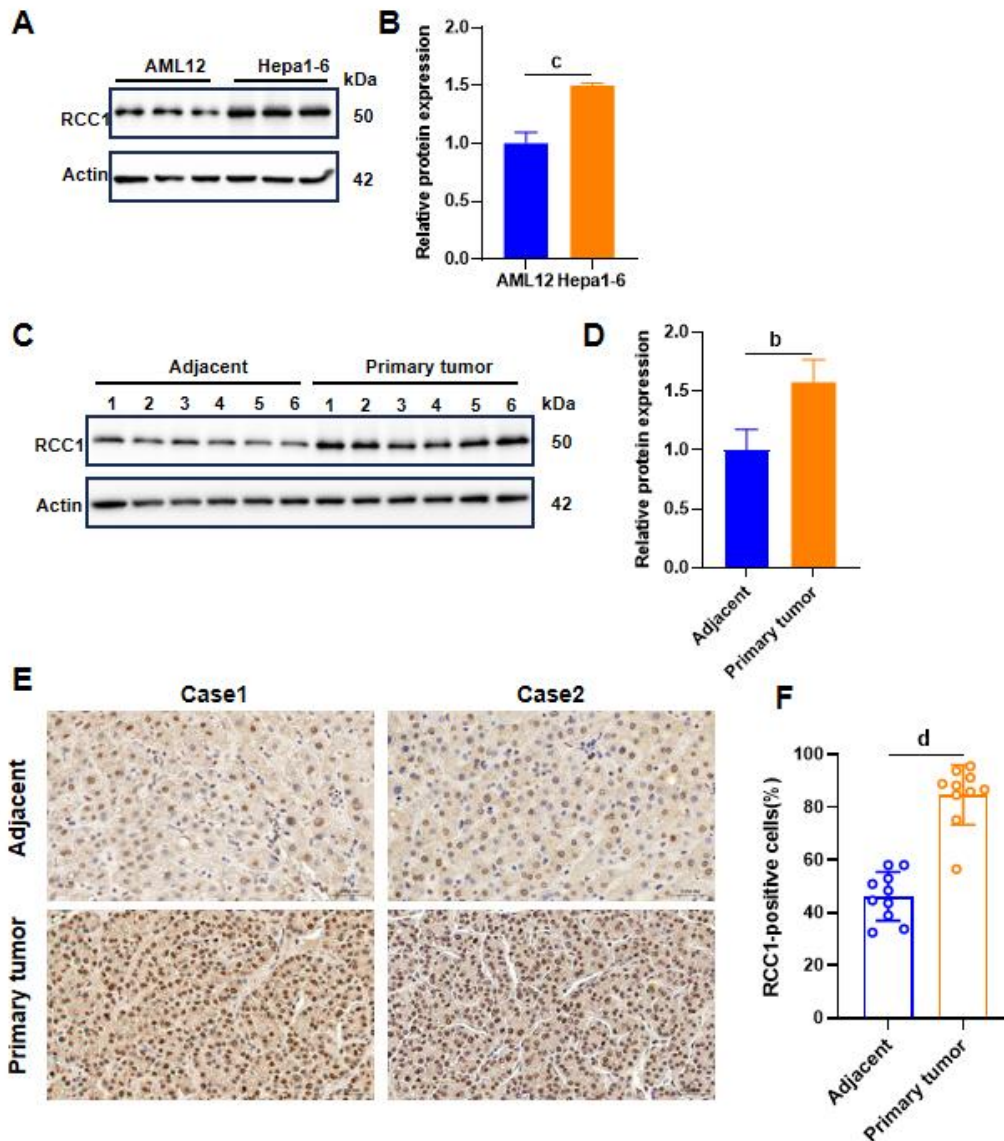 A
AML12 Hepa1-6 kDa
RCC1 50
Actin 42
B
2.0
1.5
1.0
0.5
0.0
Relative protein expression
c
AML12 Hepa1-6
C
Adjacent Primary tumor
1 2 3 4 5 6 1 2 3 4 5 6 kDa
RCC1 50
Actin 42
D
2.0
1.5
1.0
0.5
0.0
Relative protein expression
b
Adjacent
Primary tumor
E
Case1 Case2
Adjacent
Primary tumor
F
100
80
60
40
20
0
RCC1-positive cells(%)
d
Adjacent
Primary tumor